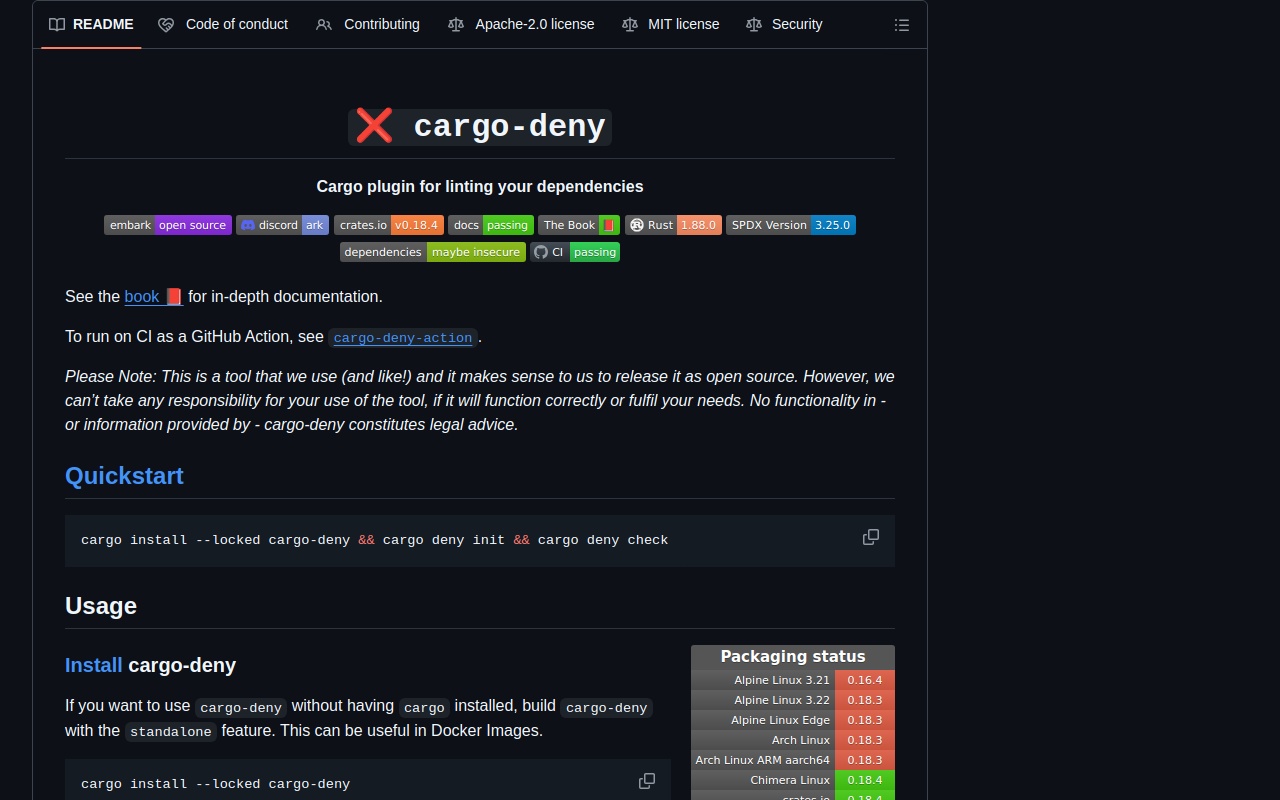 README Code of conduct Contributing Apache-2.0 license MIT license Security
❌ cargo-deny
Cargo plugin for linting your dependencies
embark open source discord ark crates.io v0.18.4 docs passing The Book 📕 Rust 1.88.0 SPDX Version 3.25.0
dependencies maybe insecure CI passing
See the book 📕 for in-depth documentation.
To run on CI as a GitHub Action, see cargo-deny-action.
Please Note: This is a tool that we use (and like!) and it makes sense to us to release it as open source. However, we
can't take any responsibility for your use of the tool, if it will function correctly or fulfil your needs. No functionality in -
or information provided by - cargo-deny constitutes legal advice.
Quickstart
cargo install --locked cargo-deny && cargo deny init && cargo deny check
Usage
Install cargo-deny
If you want to use cargo-deny without having cargo installed, build cargo-deny
with the standalone feature. This can be useful in Docker Images.
cargo install --locked cargo-deny
Packaging status
Alpine Linux 3.21 0.16.4
Alpine Linux 3.22 0.18.3
Alpine Linux Edge 0.18.3
Arch Linux 0.18.3
Arch Linux ARM aarch64 0.18.3
Chimera Linux 0.18.4
crates.io 0.18.4